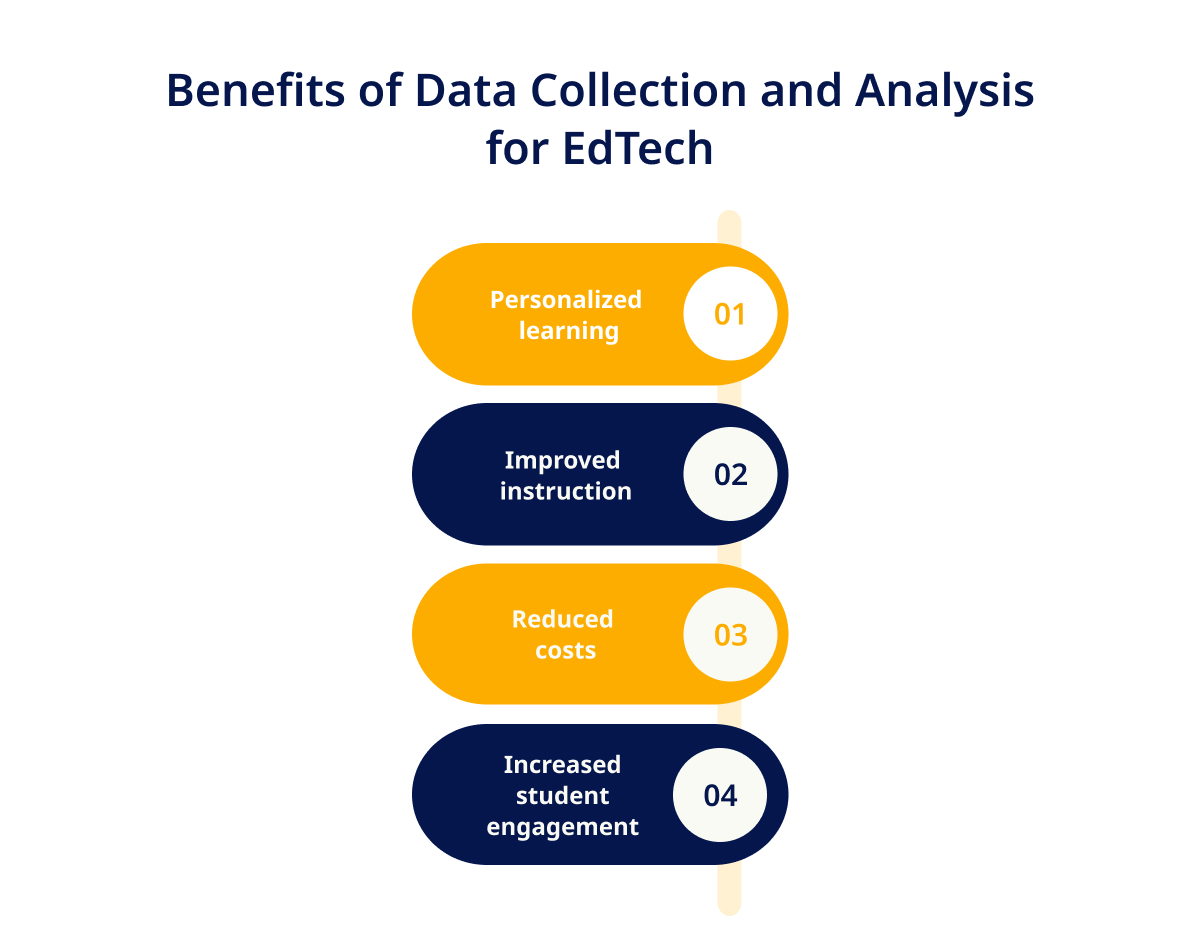 Benefits of Data Collection and Analysis
for EdTech
Personalized
learning
01
Improved
instruction
02
Reduced
costs
03
Increased
student
engagement
04